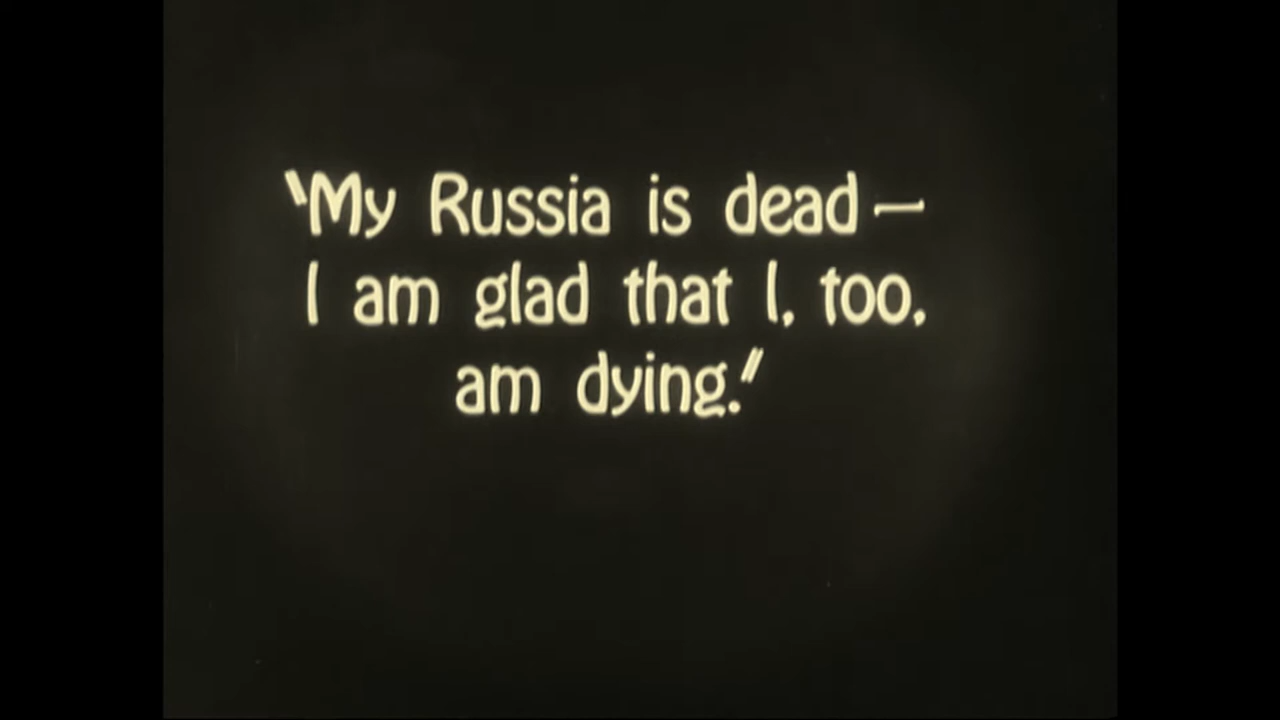 "My Russia is dead —
I am glad that I, too,
am dying."